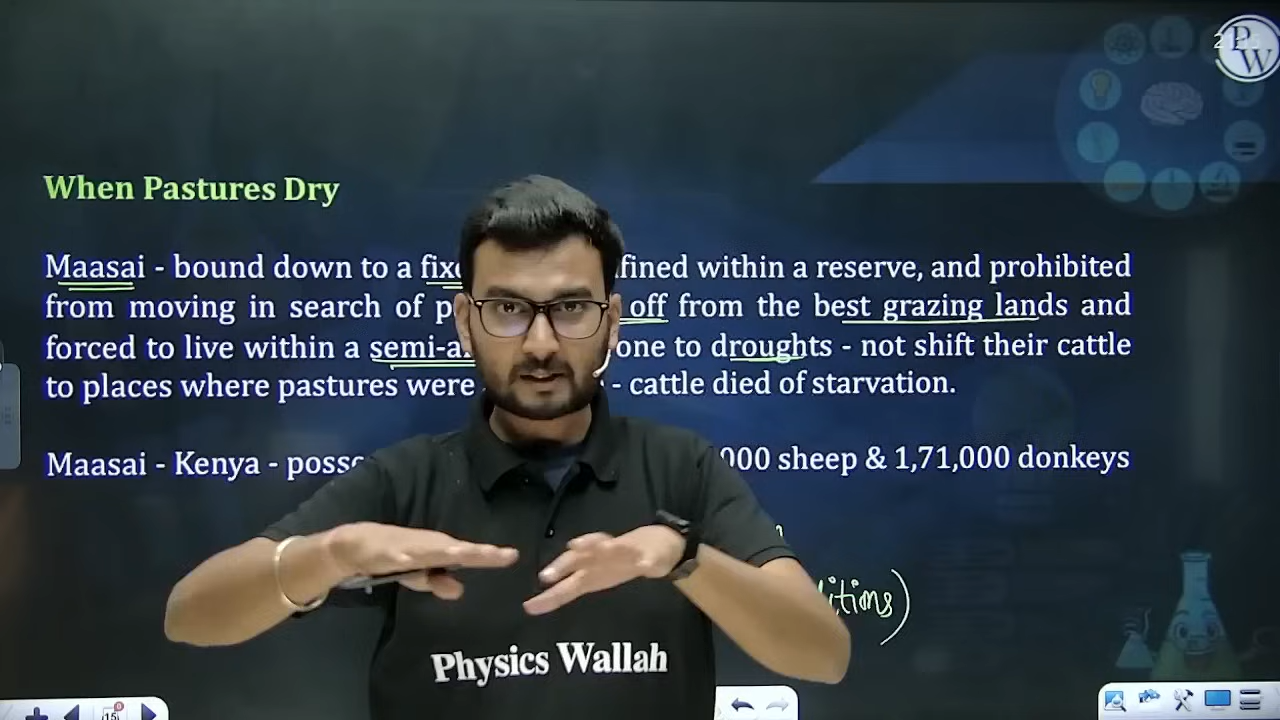 P
W
When Pastures Dry
Maasai - bound down to a fined within a reserve, and prohibited
from moving in search of off from the best grazing lands and
forced to live within a one to droughts - not shift their cattle
to places where pastures were - cattle died of starvation.
Maasai - Kenya - 000 sheep & 1,71,000 donkeys
itions)
Physics Wallah
15